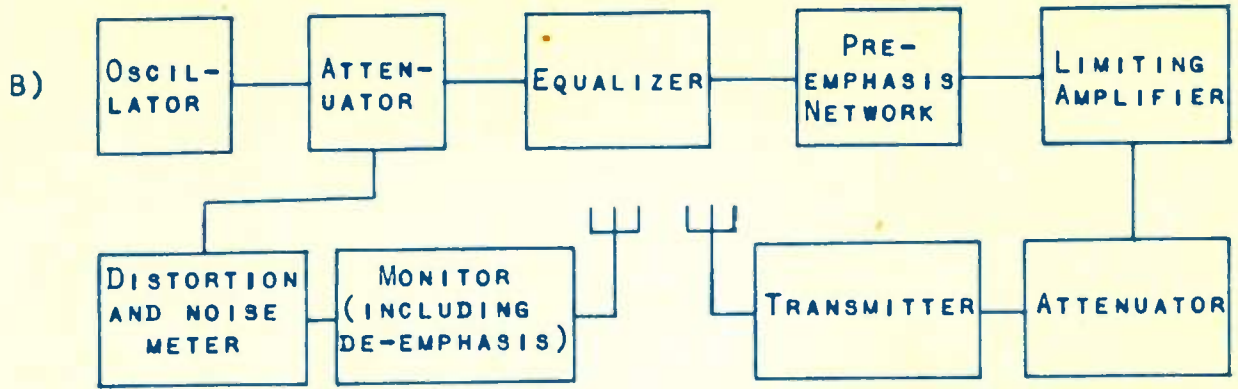 B)
OSCIL-
LATOR
ATTEN-
UATOR
EQUALIZER
PRE-
EMPHASIS
NETWORK
LIMITING
AMPLIFIER
DISTORTION
AND NOISE
METER
MONITOR
(INCLUDING
DE-EMPHASIS)
TRANSMITTER
ATTENUATOR